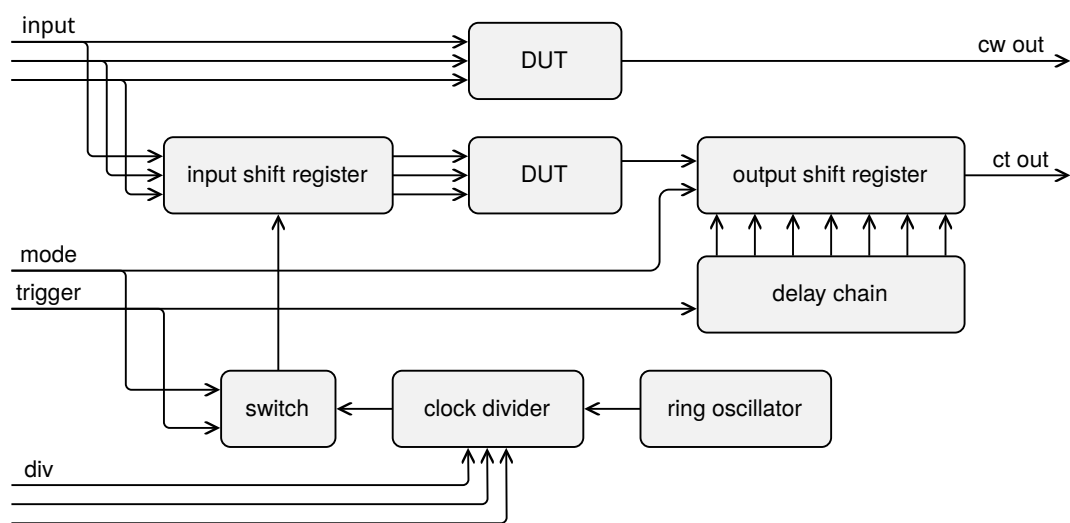 input
DUT
cw out
input shift register
DUT
output shift register
ct out
mode
trigger
delay chain
switch
clock divider
ring oscillator
div